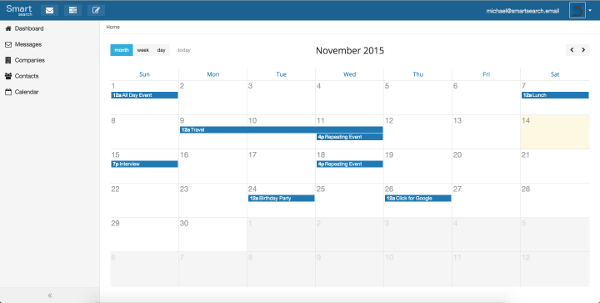 Smart
search
michael@smartsearch.email
Dashboard
Messages
Companies
Contacts
Calendar
Home
month week day today
November 2015
Sun Mon Tue Wed Thu Fri Sat
1 2 3 4 5 6 7
12a All Day Event 12a Lunch
8 9 10 11 12 13 14
12a Travel
4p Repeating Event
15 16 17 18 19 20 21
7p Interview 4p Repeating Event
22 23 24 25 26 27 28
12a Birthday Party 12a Click for Google
29 30 1 2 3 4 5
6 7 8 9 10 11 12